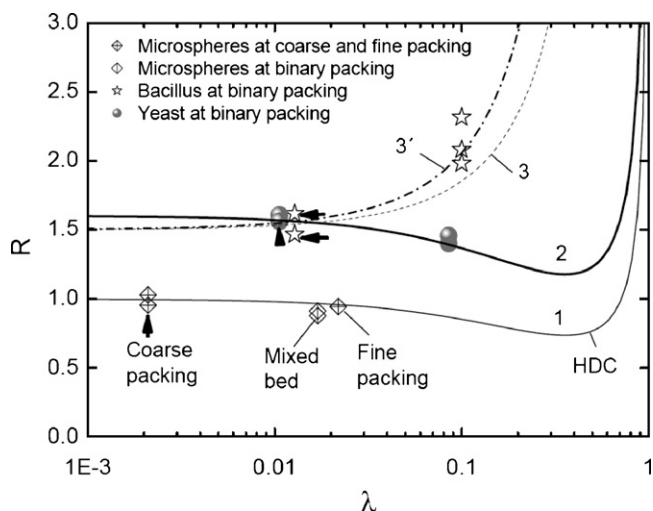 3.0
2.5
2.0
1.5
1.0
0.5
0.0
R
Microspheres at coarse and fine packing
Microspheres at binary packing
Bacillus at binary packing
Yeast at binary packing
3´
3
2
1
HDC
Coarse
packing
Mixed
bed
Fine
packing
1E-3
0.01
0.1
1
λ